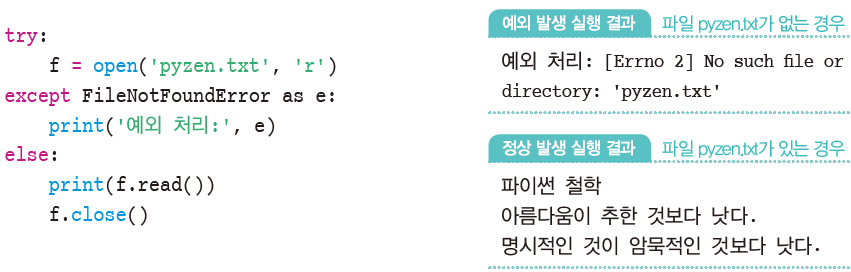 try:
    f = open('pyzen.txt', 'r')
except FileNotFoundError as e:
    print('예외 처리:', e)
else:
    print(f.read())
    f.close()
예외 발생 실행 결과 파일 pyzen.txt가 없는 경우
예외 처리: [Errno 2] No such file or
directory: 'pyzen.txt'
정상 발생 실행 결과 파일 pyzen.txt가 있는 경우
파이썬 철학
아름다움이 추한 것보다 낫다.
명시적인 것이 암묵적인 것보다 낫다.